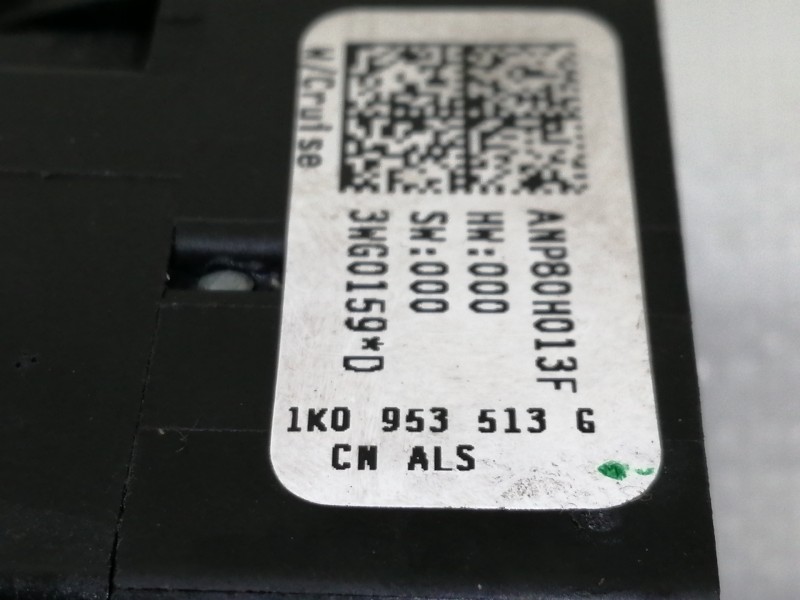 W/Cruise
ANP80H013F
HW:000
SW:000
3WG0159*D
1K0 953 513 G
CN ALS